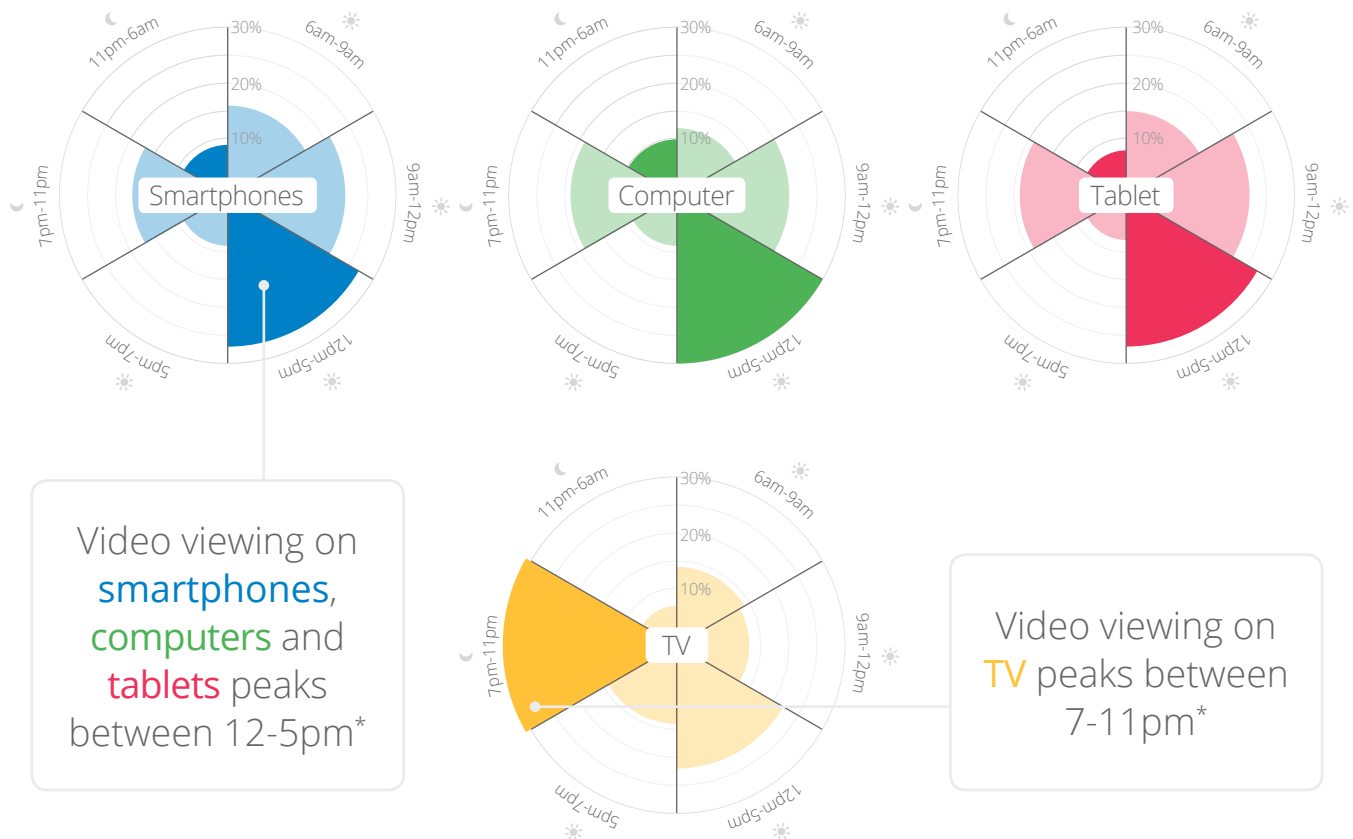 11pm-6am
30%
6am-9am
20%
10%
7pm-11pm
Smartphones
9am-12pm
5pm-7pm
12pm-5pm
11pm-6am
30%
6am-9am
20%
10%
7pm-11pm
Computer
9am-12pm
5pm-7pm
12pm-5pm
11pm-6am
30%
6am-9am
20%
10%
7pm-11pm
Tablet
9am-12pm
5pm-7pm
12pm-5pm
Video viewing on
smartphones,
computers and
tablets peaks
between 12-5pm*
11pm-6am
30%
6am-9am
20%
10%
7pm-11pm
TV
9am-12pm
5pm-7pm
12pm-5pm
Video viewing on
TV peaks between
7-11pm*